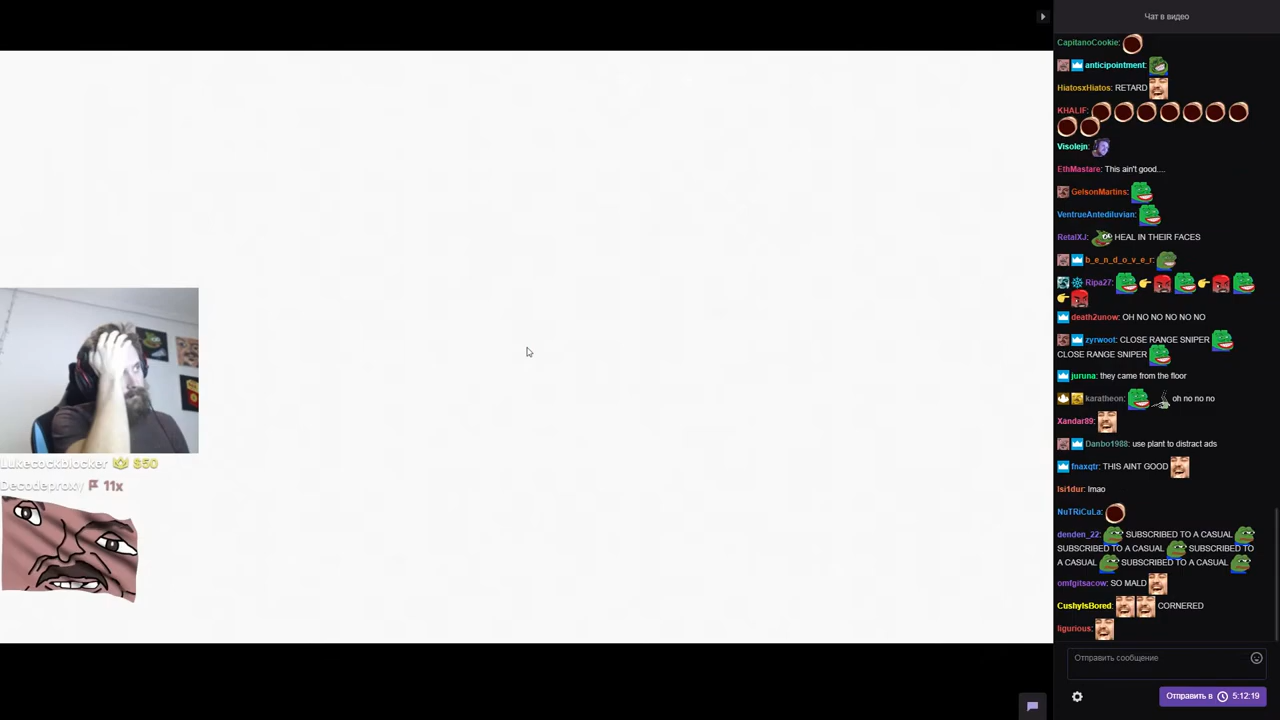 Чат в видео
CapitanoCookie:
anticipointment:
HiatosxHiatos: RETARD
KHALIF:
Visolejn:
EthMastare: This ain't good....
GelsonMartins:
VentrueAntediluvian:
RetalXJ: HEAL IN THEIR FACES
b_e_n_d_o_v_e_r:
Ripa27:
death2unow: OH NO NO NO NO NO
zyrwoot: CLOSE RANGE SNIPER
CLOSE RANGE SNIPER
juruna: they came from the floor
karatheon: oh no no no
Xandar89:
Danbo1988: use plant to distract ads
fnaxqtr: THIS AINT GOOD
Isi1dur: lmao
NuTRiCuLa:
denden_22: SUBSCRIBED TO A CASUAL
SUBSCRIBED TO A CASUAL SUBSCRIBED TO
A CASUAL SUBSCRIBED TO A CASUAL
omfgitsacow: SO MALD
CushyIsBored: CORNERED
ligurious:
Отправить сообщение
Отправить в 5:12:19
Lukecockblocker $50
Decodeproxy 11x